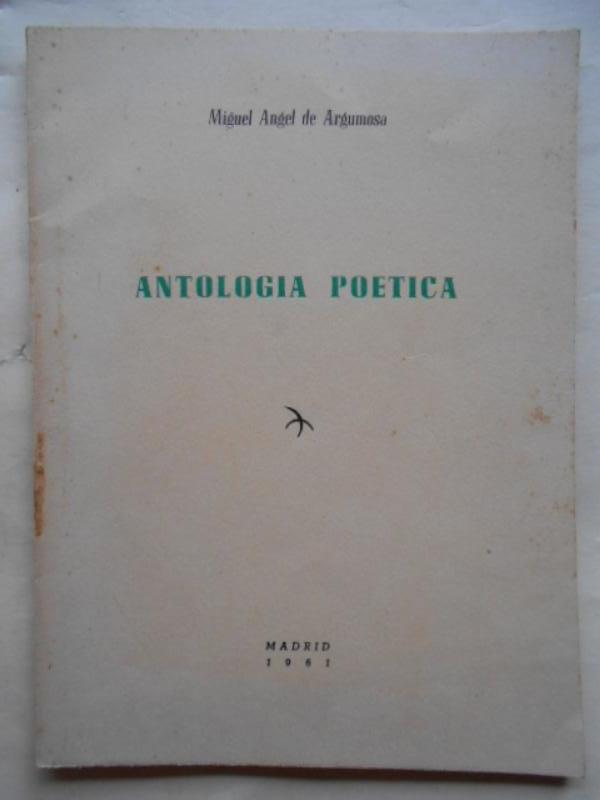 Miguel Angel de Argumosa
ANTOLOGIA POETICA
MADRID
1961